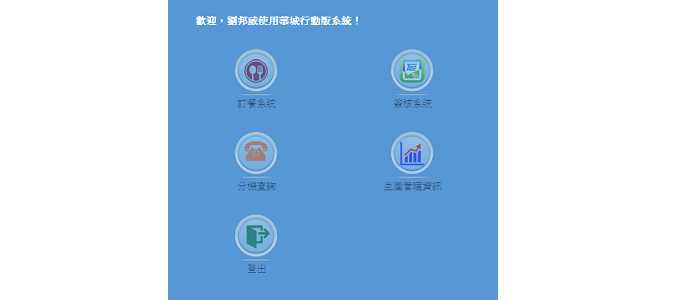 歡迎，劉邦威使用華城行動版系統！
訂餐系統
簽核系統
分機查詢
生產管理資訊
登出